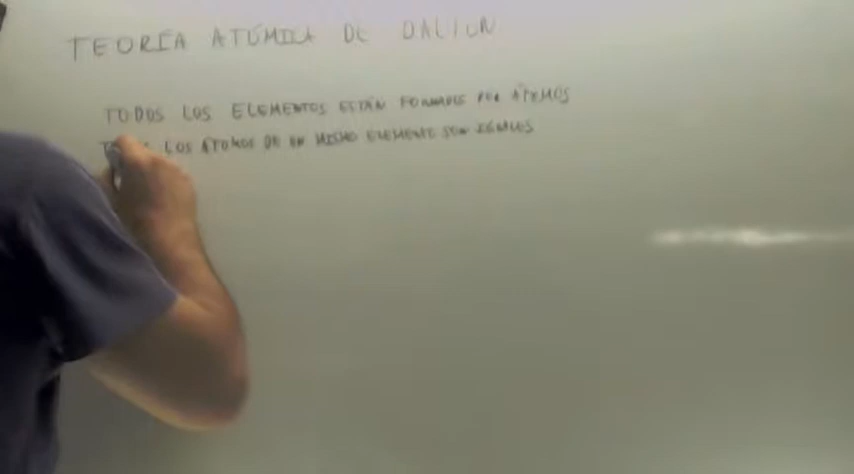 TEORÍA ATÓMICA DE DALTON
TODOS LOS ELEMENTOS ESTÁN FORMADOS POR ÁTOMOS
LOS ÁTOMOS DE UN MISMO ELEMENTO SON IGUALES